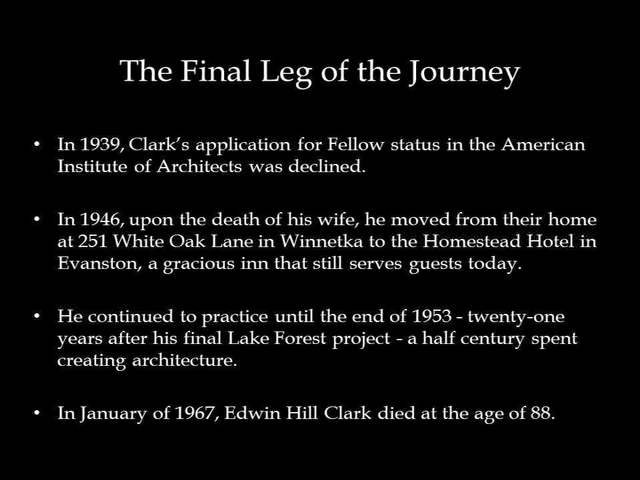 The Final Leg of the Journey
• In 1939, Clark's application for Fellow status in the American
Institute of Architects was declined.
• In 1946, upon the death of his wife, he moved from their home
at 251 White Oak Lane in Winnetka to the Homestead Hotel in
Evanston, a gracious inn that still serves guests today.
• He continued to practice until the end of 1953 - twenty-one
years after his final Lake Forest project - a half century spent
creating architecture.
• In January of 1967, Edwin Hill Clark died at the age of 88.